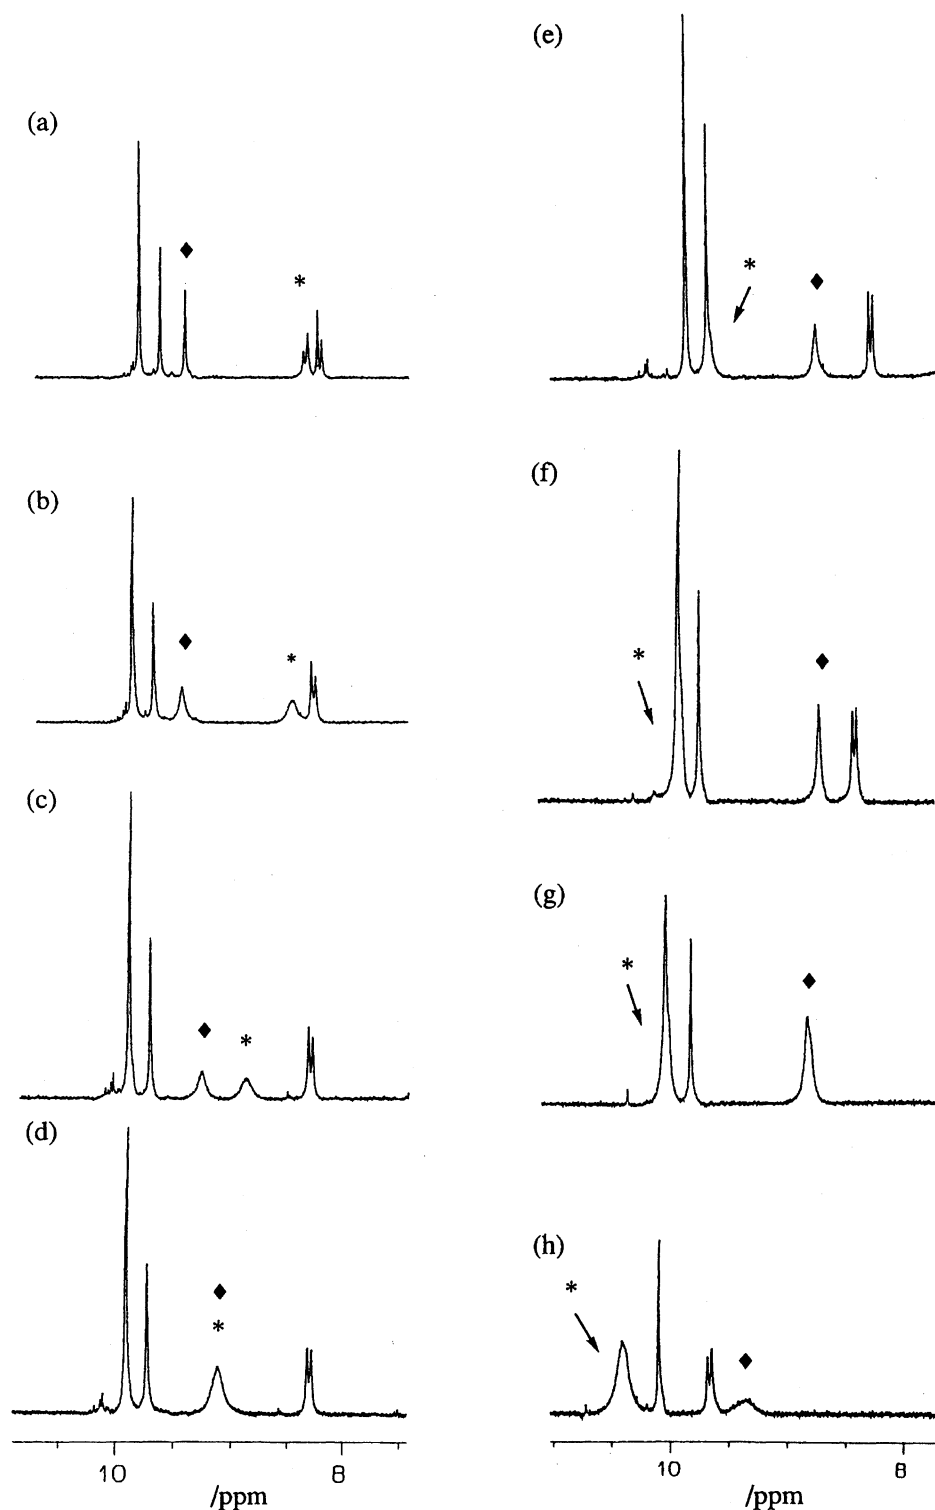 (a)
♦
*
(b)
♦
*
(c)
♦
*
(d)
♦
*
10
8
/ppm
(e)
*
♦
(f)
*
♦
(g)
*
♦
(h)
*
♦
10
8
/ppm